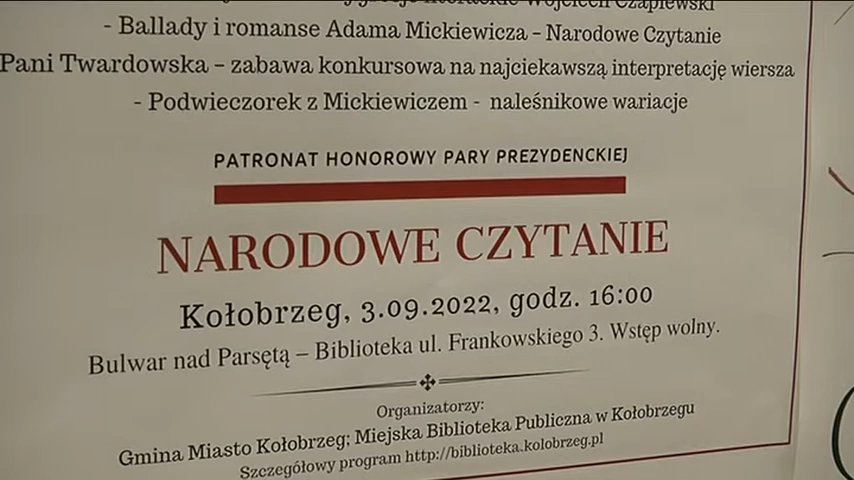 Wojciech Czaplewski
- Ballady i romanse Adama Mickiewicza – Narodowe Czytanie
Pani Twardowska – zabawa konkursowa na najciekawszą interpretację wiersza
- Podwieczorek z Mickiewiczem - naleśnikowe wariacje
PATRONAT HONOROWY PARY PREZYDENCKIEJ
NARODOWE CZYTANIE
Kołobrzeg, 3.09.2022, godz. 16:00
Bulwar nad Parsętą – Biblioteka ul. Frankowskiego 3. Wstęp wolny.
Organizatorzy:
Gmina Miasto Kołobrzeg; Miejska Biblioteka Publiczna w Kołobrzegu
Szczegółowy program http://biblioteka.kolobrzeg.pl